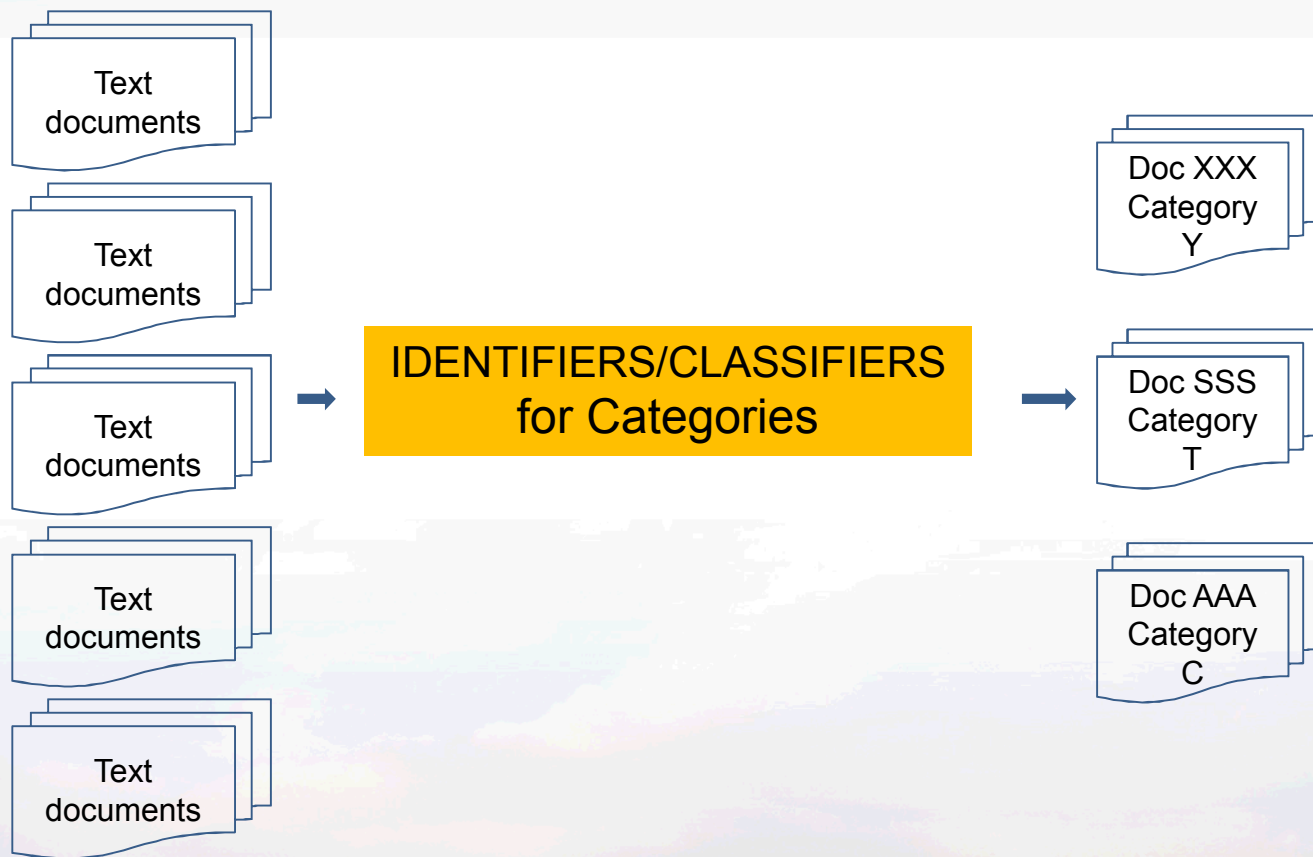 Text
documents
Text
documents
Text
documents
Text
documents
Text
documents
IDENTIFIERS/CLASSIFIERS
for Categories
Doc XXX
Category
Y
Doc SSS
Category
T
Doc AAA
Category
C